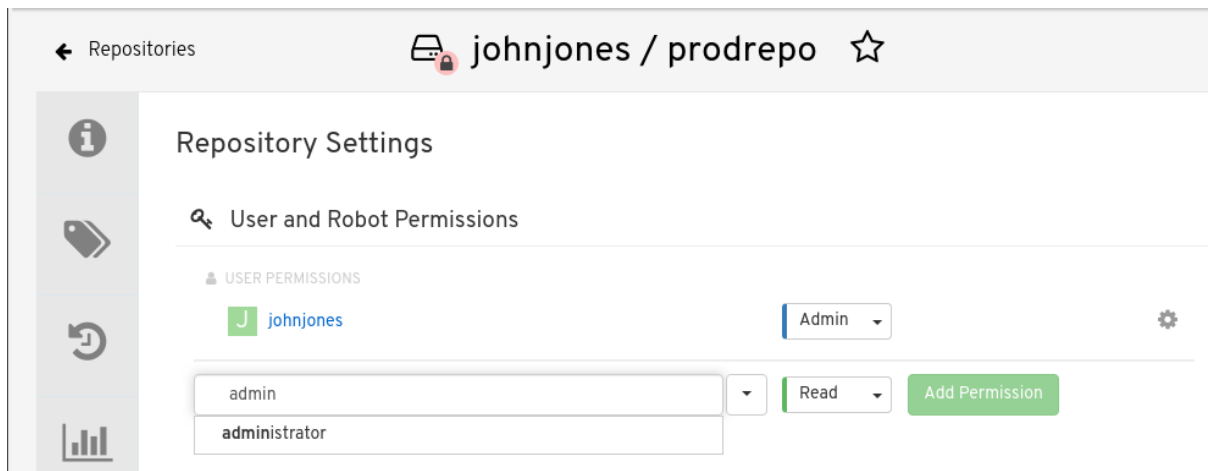 Repositories
johnjones / prodrepo
Repository Settings
User and Robot Permissions
USER PERMISSIONS
J johnjones Admin
admin Read Add Permission
administrator